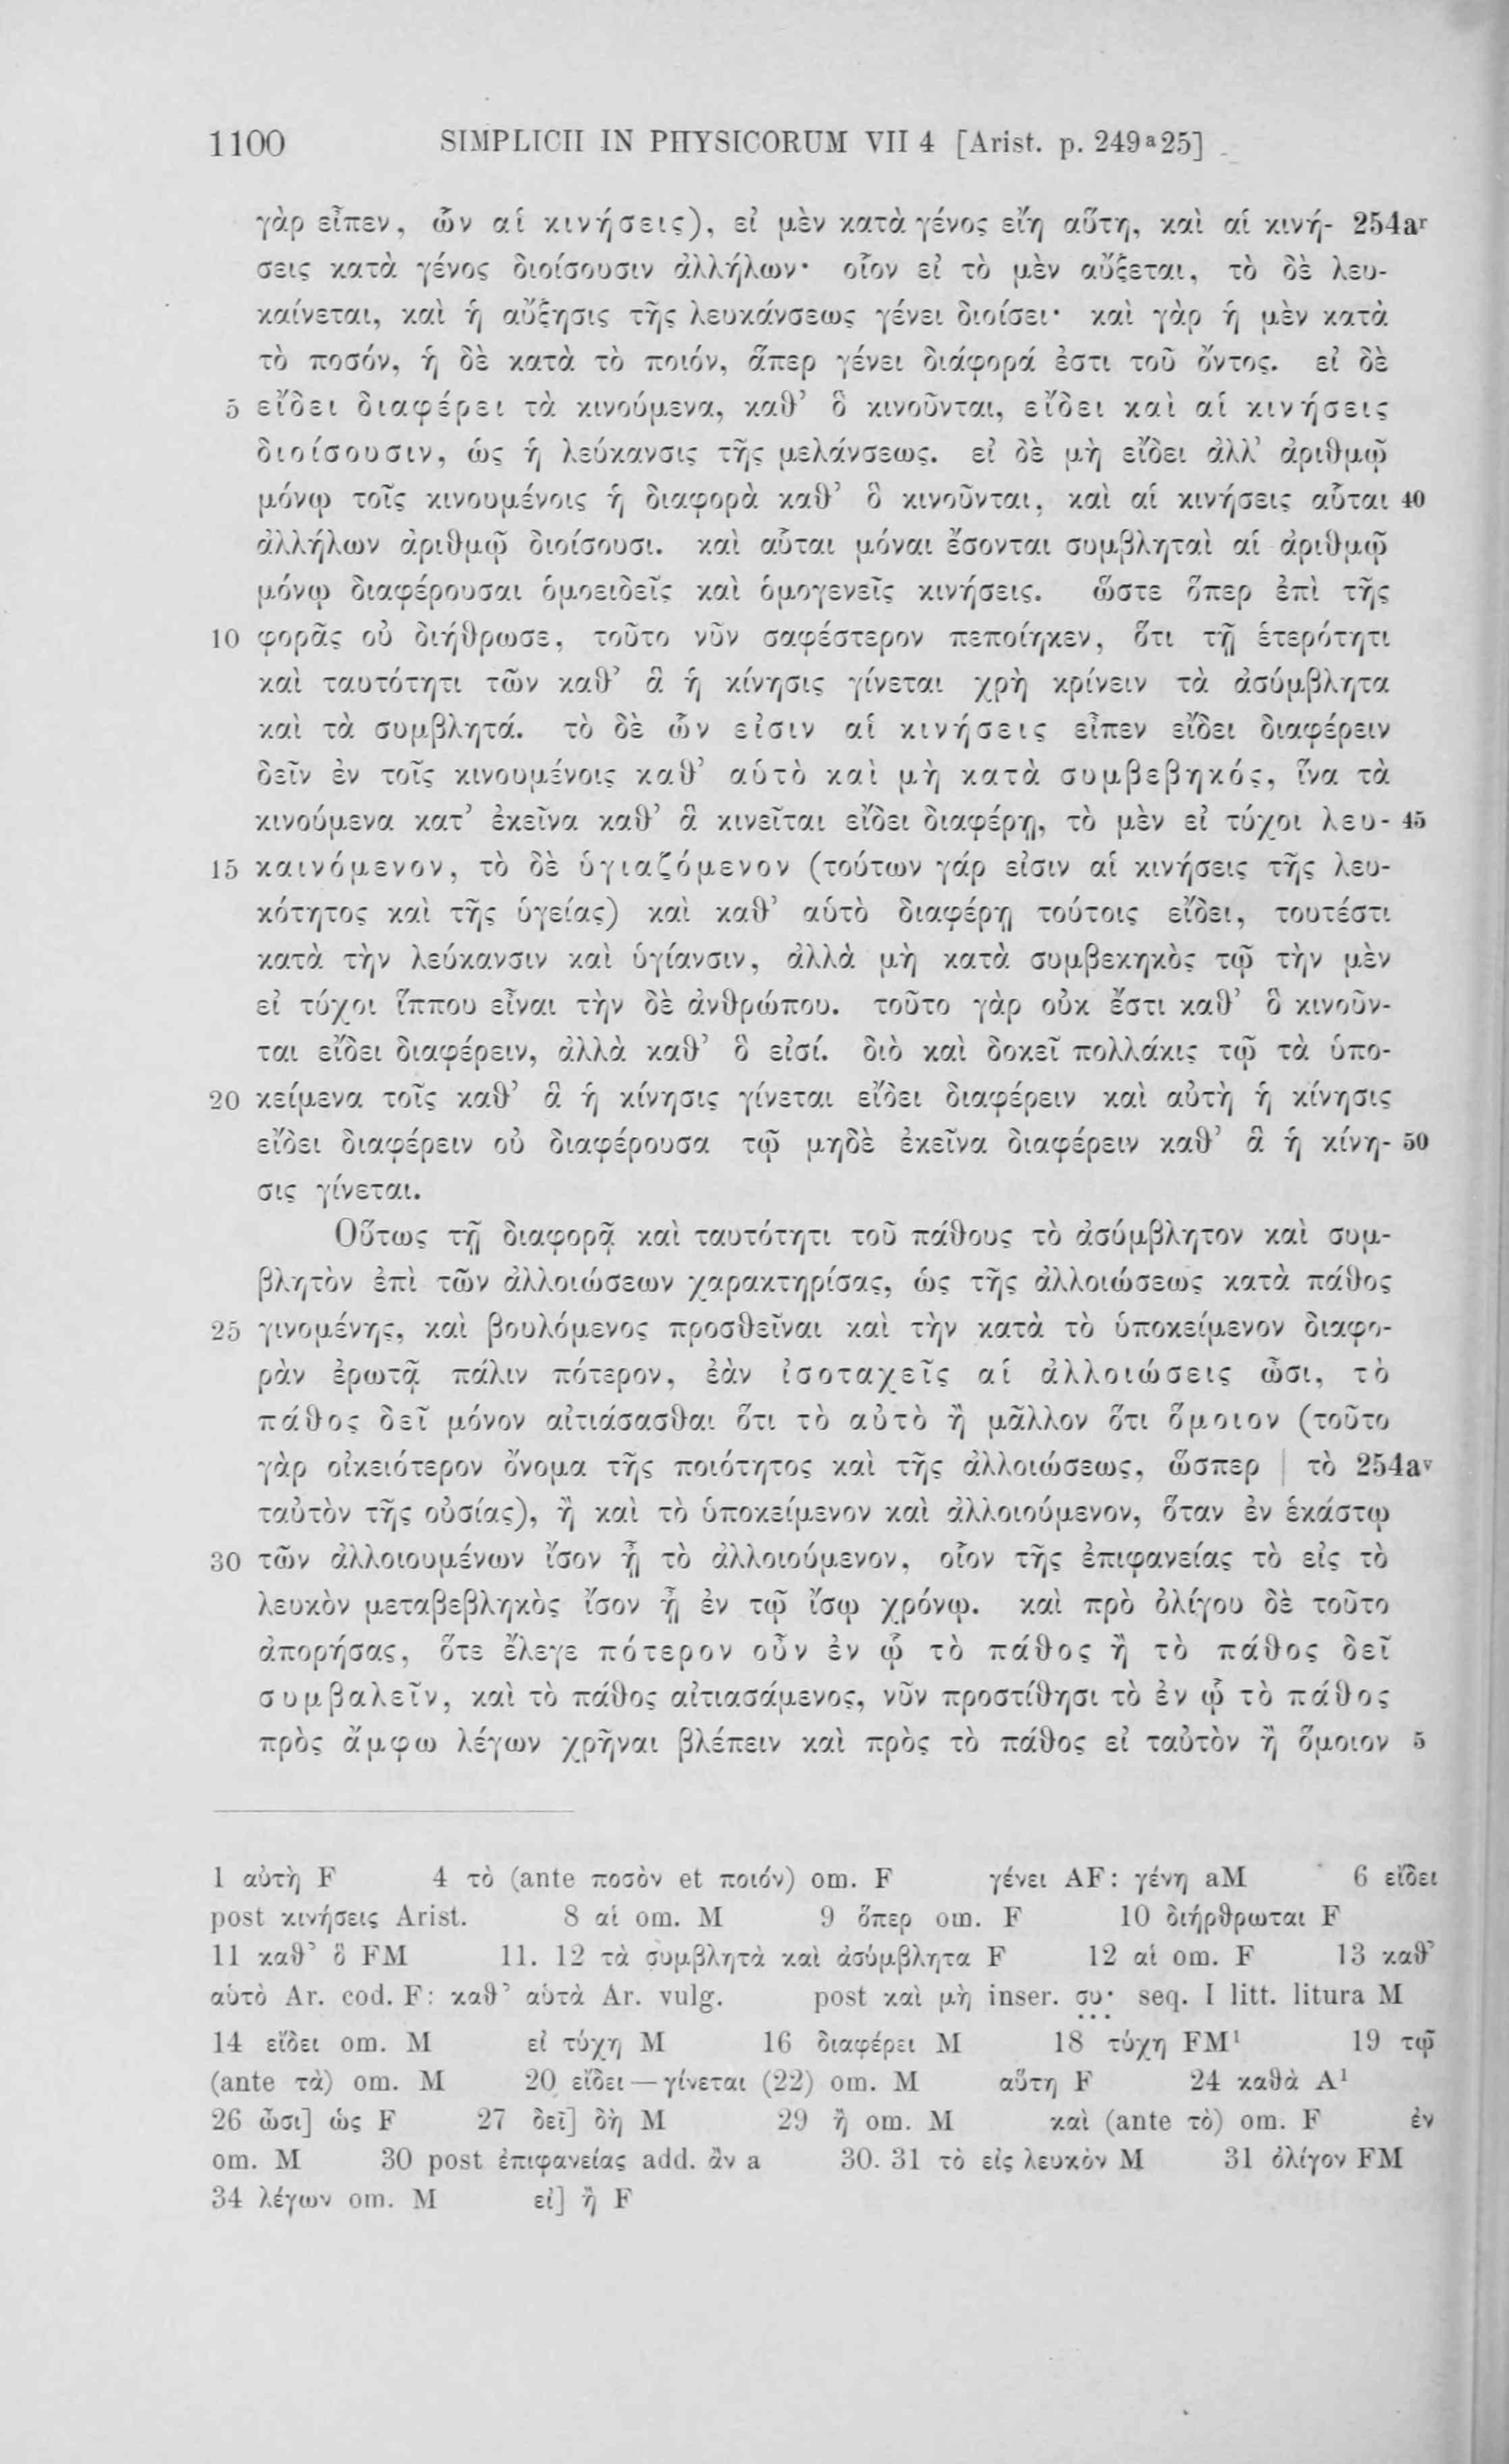 1100 SIMPLICII IN PHYSICORUM VII 4 [Arist. p. 249ᵃ25]
γὰρ εἶπεν, ὧν αἱ κινήσεις), εἰ μὲν κατὰ γένος εἴη αὕτη, καὶ αἱ κινή- 254aʳ
σεις κατὰ γένος διοίσουσιν ἀλλήλων· οἷον εἰ τὸ μὲν αὔξεται, τὸ δὲ λευ-
καίνεται, καὶ ἡ αὔξησις τῆς λευκάνσεως γένει διοίσει· καὶ γὰρ ἡ μὲν κατὰ
τὸ ποσόν, ἡ δὲ κατὰ τὸ ποιόν, ἅπερ γένει διάφορά ἐστι τοῦ ὄντος. εἰ δὲ
5 εἴδει διαφέρει τὰ κινούμενα, καθ’ ὃ κινοῦνται, εἴδει καὶ αἱ κινήσεις
διοίσουσιν, ὡς ἡ λεύκανσις τῆς μελάνσεως. εἰ δὲ μὴ εἴδει ἀλλ’ ἀριθμῷ
μόνῳ τοῖς κινουμένοις ἡ διαφορὰ καθ’ ὃ κινοῦνται, καὶ αἱ κινήσεις αὗται 40
ἀλλήλων ἀριθμῷ διοίσουσι. καὶ αὗται μόναι ἔσονται συμβληταὶ αἱ ἀριθμῷ
μόνῳ διαφέρουσαι ὁμοειδεῖς καὶ ὁμογενεῖς κινήσεις. ὥστε ὅπερ ἐπὶ τῆς
10 φορᾶς οὐ διήθρωσε, τοῦτο νῦν σαφέστερον πεποίηκεν, ὅτι τῇ ἑτερότητι
καὶ ταυτότητι τῶν καθ’ ἃ ἡ κίνησις γίνεται χρὴ κρίνειν τὰ ἀσύμβλητα
καὶ τὰ συμβλητά. τὸ δὲ ὧν εἰσιν αἱ κινήσεις εἶπεν εἴδει διαφέρειν
δεῖν ἐν τοῖς κινουμένοις καθ’ αὑτὸ καὶ μὴ κατὰ συμβεβηκός, ἵνα τὰ
κινούμενα κατ’ ἐκεῖνα καθ’ ἃ κινεῖται εἴδει διαφέρῃ, τὸ μὲν εἰ τύχοι λευ- 45
15 καινόμενον, τὸ δὲ ὑγιαζόμενον (τούτων γάρ εἰσιν αἱ κινήσεις τῆς λευ-
κότητος καὶ τῆς ὑγείας) καὶ καθ’ αὑτὸ διαφέρῃ τούτοις εἴδει, τουτέστι
κατὰ τὴν λεύκανσιν καὶ ὑγίανσιν, ἀλλὰ μὴ κατὰ συμβεκηκὸς τῷ τὴν μὲν
εἰ τύχοι ἵππου εἶναι τὴν δὲ ἀνθρώπου. τοῦτο γὰρ οὐκ ἔστι καθ’ ὃ κινοῦν-
ται εἴδει διαφέρειν, ἀλλὰ καθ’ ὃ εἰσί. διὸ καὶ δοκεῖ πολλάκις τῷ τὰ ὑπο-
20 κείμενα τοῖς καθ’ ἃ ἡ κίνησις γίνεται εἴδει διαφέρειν καὶ αὐτὴ ἡ κίνησις
εἴδει διαφέρειν οὐ διαφέρουσα τῷ μηδὲ ἐκεῖνα διαφέρειν καθ’ ἃ ἡ κίνη- 50
σις γίνεται.
Οὕτως τῇ διαφορᾷ καὶ ταυτότητι τοῦ πάθους τὸ ἀσύμβλητον καὶ συμ-
βλητὸν ἐπὶ τῶν ἀλλοιώσεων χαρακτηρίσας, ὡς τῆς ἀλλοιώσεως κατὰ πάθος
25 γινομένης, καὶ βουλόμενος προσθεῖναι καὶ τὴν κατὰ τὸ ὑποκείμενον διαφο-
ρὰν ἐρωτᾷ πάλιν πότερον, ἐὰν ἰσοταχεῖς αἱ ἀλλοιώσεις ὦσι, τὸ
πάθος δεῖ μόνον αἰτιάσασθαι ὅτι τὸ αὐτὸ ἢ μᾶλλον ὅτι ὅμοιον (τοῦτο
γὰρ οἰκειότερον ὄνομα τῆς ποιότητος καὶ τῆς ἀλλοιώσεως, ὥσπερ | τὸ 254aᵛ
ταὐτὸν τῆς οὐσίας), ἢ καὶ τὸ ὑποκείμενον καὶ ἀλλοιούμενον, ὅταν ἐν ἑκάστῳ
30 τῶν ἀλλοιουμένων ἴσον ᾖ τὸ ἀλλοιούμενον, οἷον τῆς ἐπιφανείας τὸ εἰς τὸ
λευκὸν μεταβεβληκὸς ἴσον ᾖ ἐν τῷ ἴσῳ χρόνῳ. καὶ πρὸ ὀλίγου δὲ τοῦτο
ἀπορήσας, ὅτε ἔλεγε πότερον οὖν ἐν ᾧ τὸ πάθος ἢ τὸ πάθος δεῖ
συμβαλεῖν, καὶ τὸ πάθος αἰτιασάμενος, νῦν προστίθησι τὸ ἐν ᾧ τὸ πάθος
πρὸς ἄμφω λέγων χρῆναι βλέπειν καὶ πρὸς τὸ πάθος εἰ ταὐτὸν ἢ ὅμοιον 5
1 αὐτὴ F 4 τὸ (ante ποσὸν et ποιόν) om. F γένει AF: γένη aM 6 εἴδει
post κινήσεις Arist. 8 αἱ om. M 9 ὅπερ om. F 10 διήρθρωται F
11 καθ’ ὃ FM 11. 12 τὰ συμβλητὰ καὶ ἀσύμβλητα F 12 αἱ om. F 13 καθ’
αὑτὸ Ar. cod. F: καθ’ αὑτὰ Ar. vulg. post καὶ μὴ inser. συ· seq. I litt. litura M
14 εἴδει om. M εἰ τύχη M 16 διαφέρει M 18 τύχη FM¹ 19 τῷ
(ante τὰ) om. M 20 εἴδει — γίνεται (22) om. M αὕτη F 24 καθὰ A¹
26 ὦσι] ὡς F 27 δεῖ] δὴ M 29 ἢ om. M καὶ (ante τὸ) om. F ἐν
om. M 30 post ἐπιφανείας add. ἂν a 30. 31 τὸ εἰς λευκὸν M 31 ὀλίγον FM
34 λέγων om. M εἰ] ἢ F